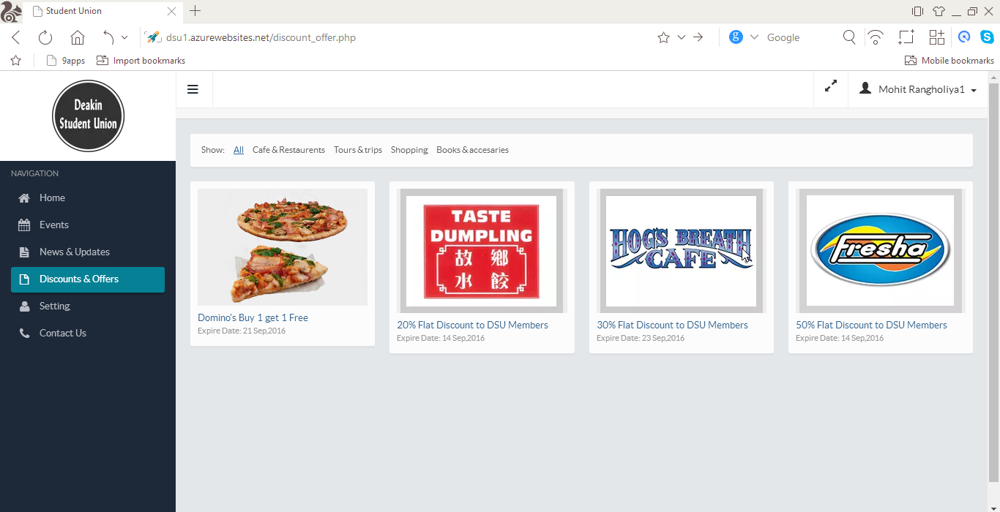 Student Union
dsu1.azurewebsites.net/discount_offer.php
Google
9apps
Import bookmarks
Mobile bookmarks
Deakin
Student Union
Mohit Rangholiya1
NAVIGATION
Home
Events
News & Updates
Discounts & Offers
Setting
Contact Us
Show: All Cafe & Restaurents Tours & trips Shopping Books & accesaries
Domino's Buy 1 get 1 Free
Expire Date: 21 Sep,2016
TASTE
DUMPLING
故 鄉
水 餃
20% Flat Discount to DSU Members
Expire Date: 14 Sep,2016
HOG'S BREATH
CAFE
30% Flat Discount to DSU Members
Expire Date: 23 Sep,2016
Fresha
50% Flat Discount to DSU Members
Expire Date: 14 Sep,2016